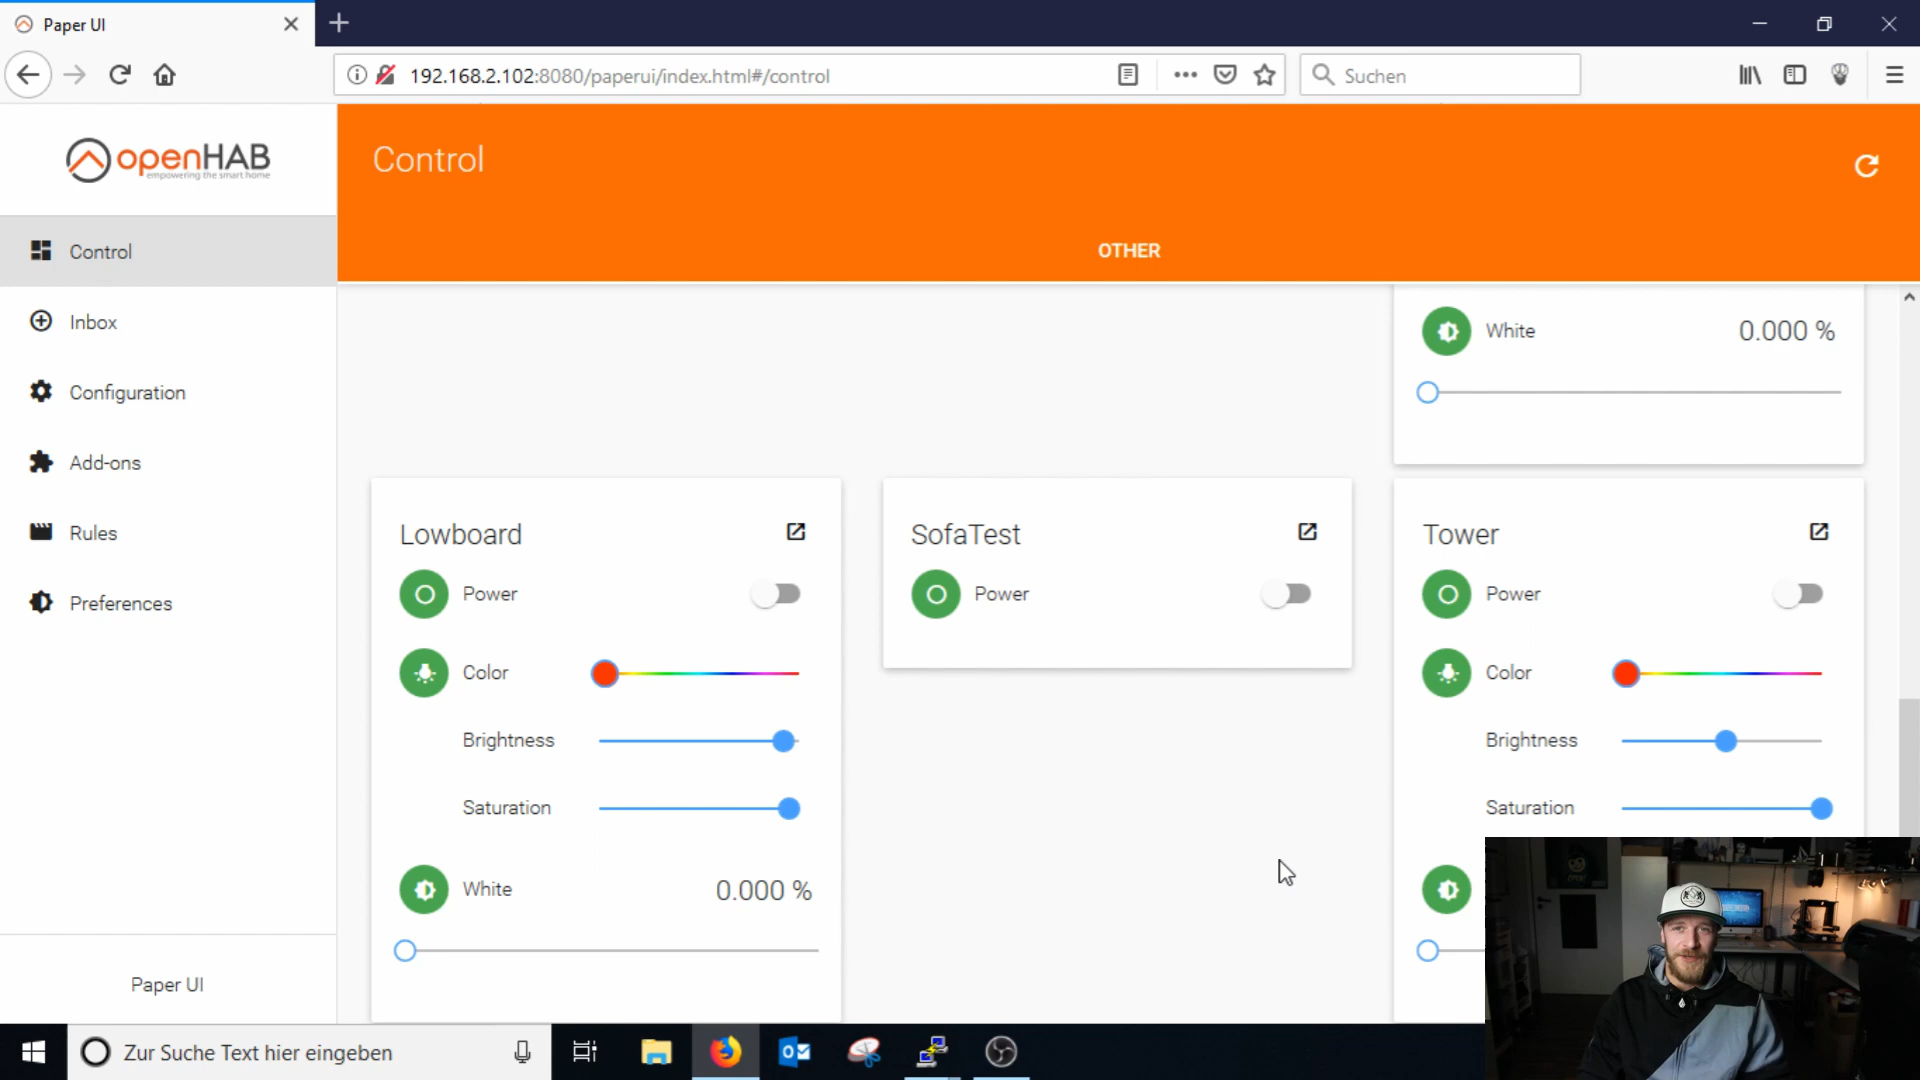 Paper UI
192.168.2.102:8080/paperui/index.html#/control
Suchen
openHAB
empowering the smart home
Control
OTHER
Control
Inbox
Configuration
Add-ons
Rules
Preferences
Paper UI
White 0.000 %
Lowboard
Power
Color
Brightness
Saturation
White 0.000 %
SofaTest
Power
Tower
Power
Color
Brightness
Saturation
Zur Suche Text hier eingeben